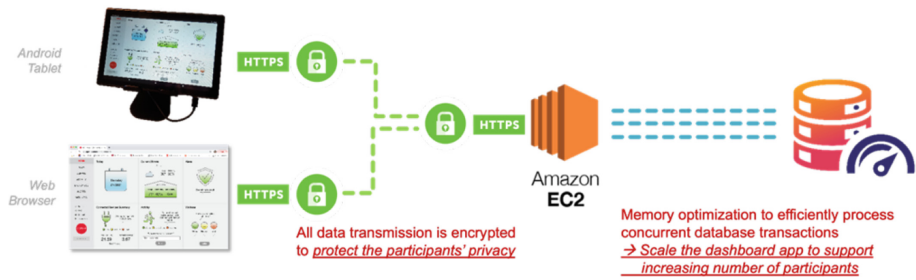 Android
Tablet
HTTPS
HTTPS
Amazon
EC2
Web
Browser
HTTPS
All data transmission is encrypted
to protect the participants' privacy
Memory optimization to efficiently process
concurrent database transactions
→ Scale the dashboard app to support
increasing number of participants